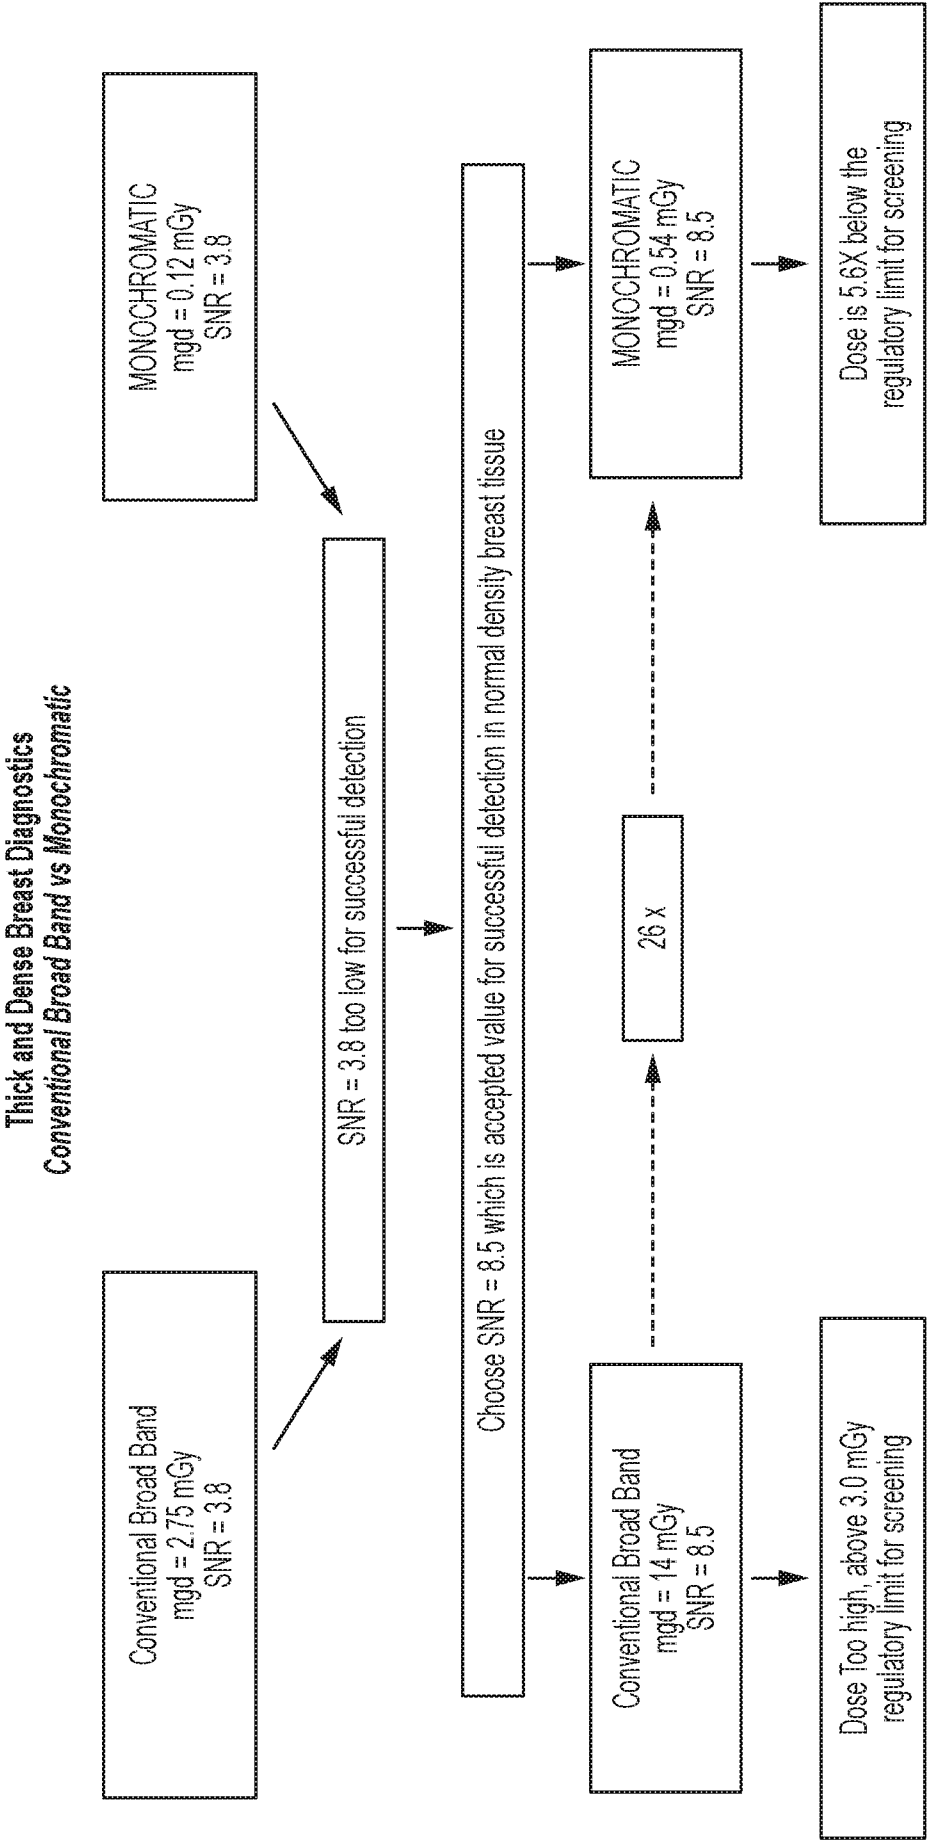 Thick and Dense Breast Diagnostics
Conventional Broad Band vs Monochromatic
Conventional Broad Band
mgd = 2.75 mGy
SNR = 3.8
MONOCHROMATIC
mgd = 0.12 mGy
SNR = 3.8
SNR = 3.8 too low for successful detection
Choose SNR = 8.5 which is accepted value for successful detection in normal density breast tissue
Conventional Broad Band
mgd = 14 mGy
SNR = 8.5
26 x
MONOCHROMATIC
mgd = 0.54 mGy
SNR = 8.5
Dose Too high, above 3.0 mGy
regulatory limit for screening
Dose is 5.6X below the
regulatory limit for screening